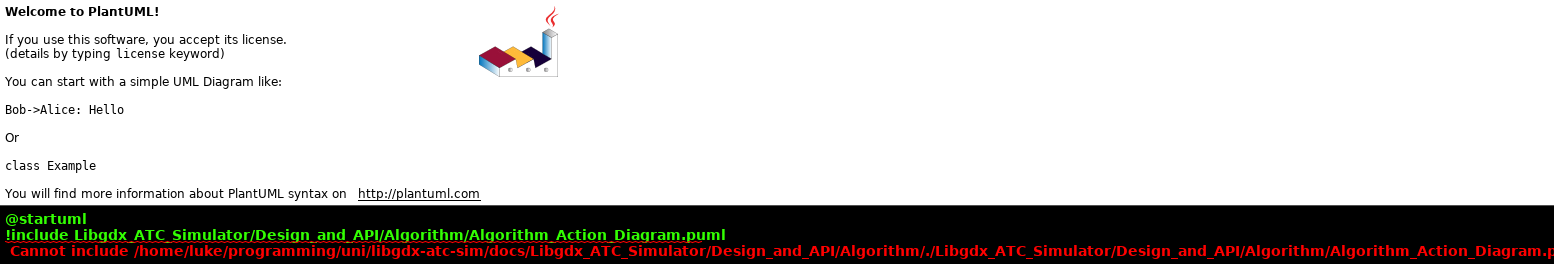 Welcome to PlantUML!
If you use this software, you accept its license.
(details by typing license keyword)
You can start with a simple UML Diagram like:
Bob->Alice: Hello
Or
class Example
You will find more information about PlantUML syntax on http://plantuml.com
@startuml
!include Libgdx_ATC_Simulator/Design_and_API/Algorithm/Algorithm_Action_Diagram.puml
Cannot include /home/luke/programming/uni/libgdx-atc-sim/docs/Libgdx_ATC_Simulator/Design_and_API/Algorithm/./Libgdx_ATC_Simulator/Design_and_API/Algorithm/Algorithm_Action_Diagram.p